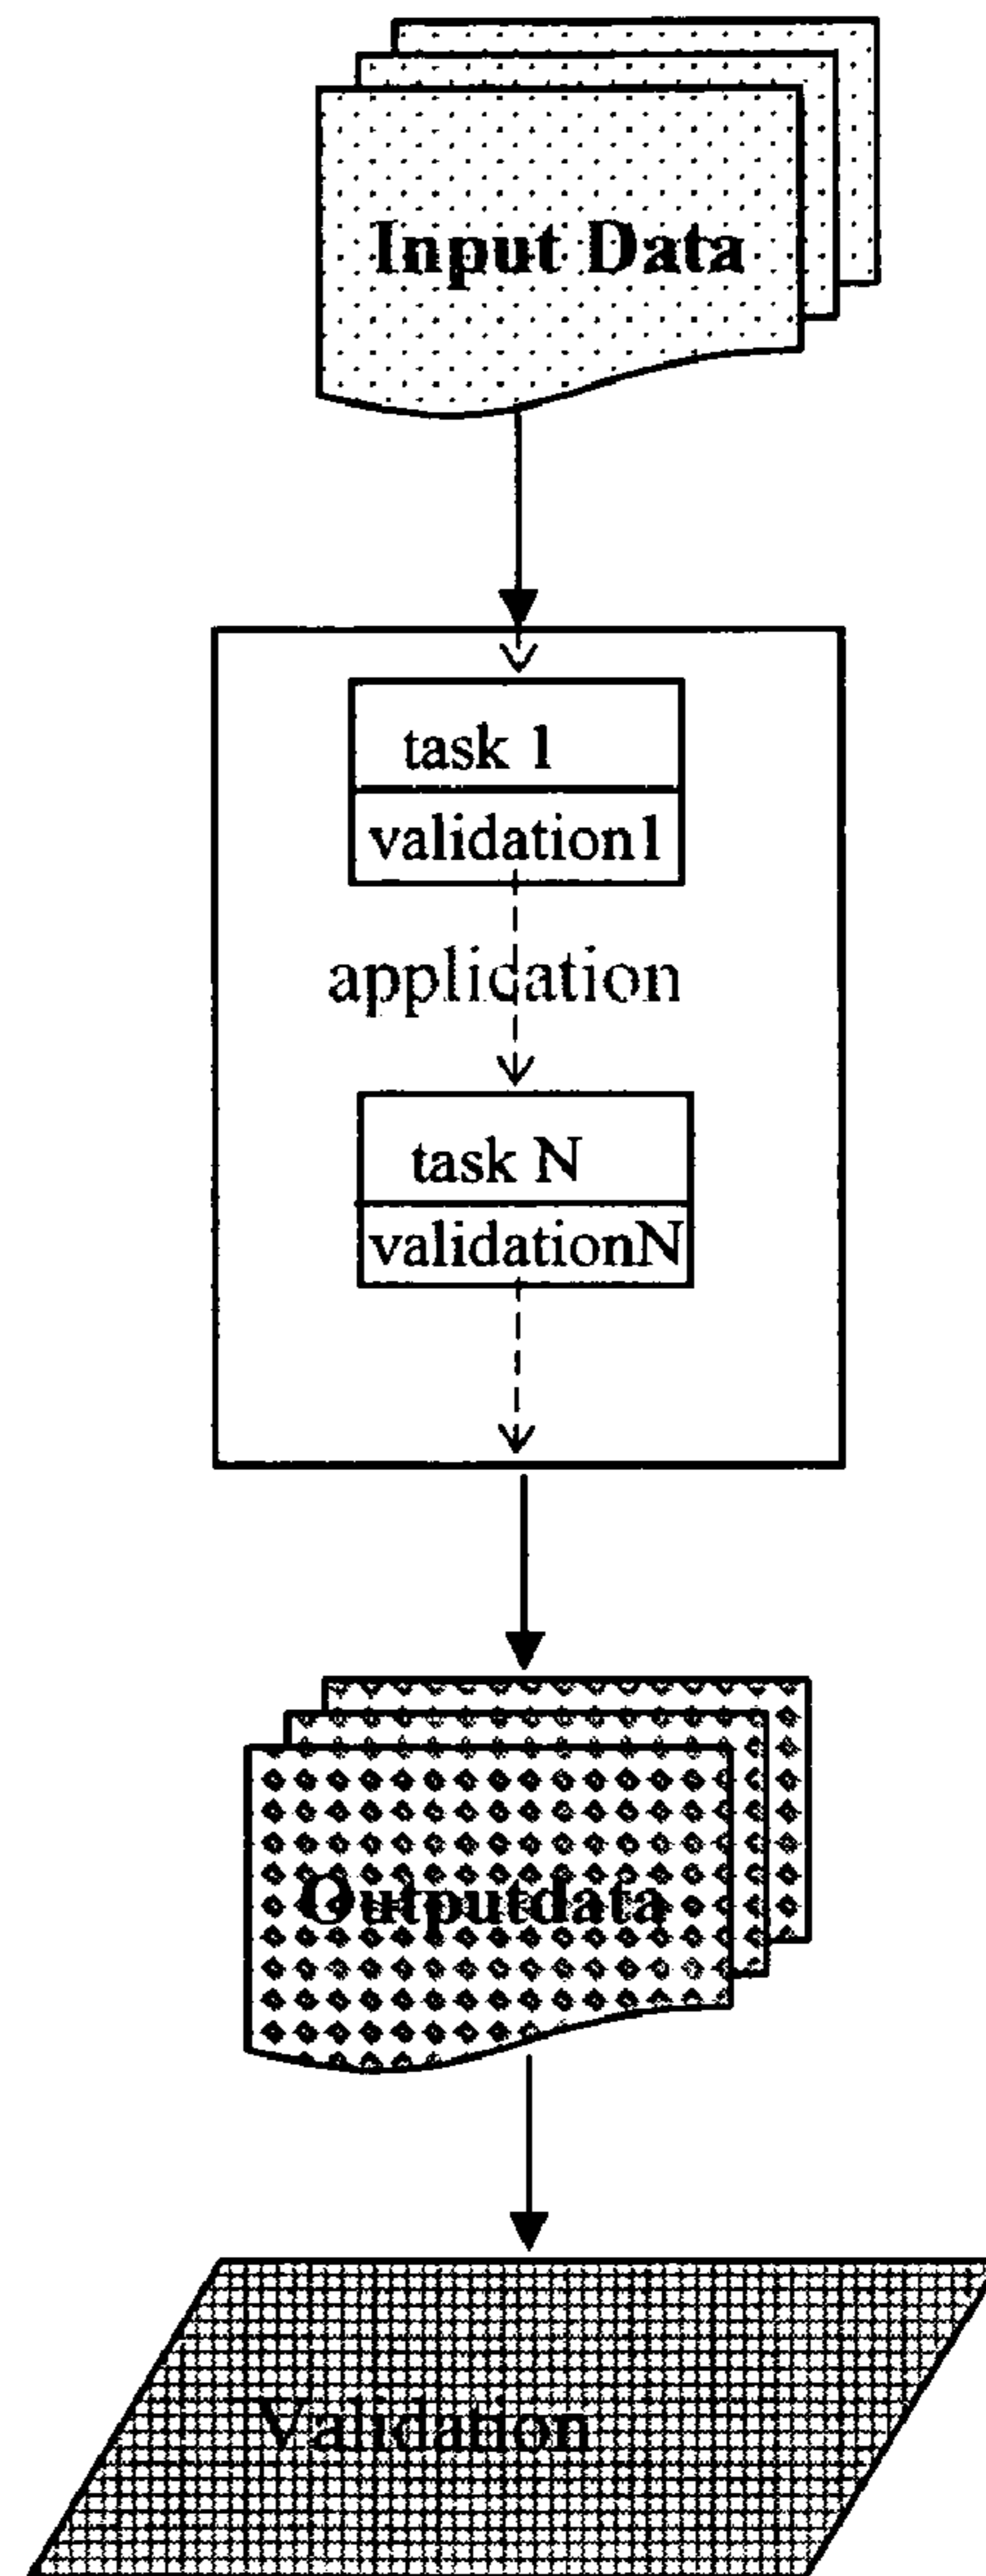 Input Data
task 1
validation1
application
task N
validationN
Outputdata
Validation